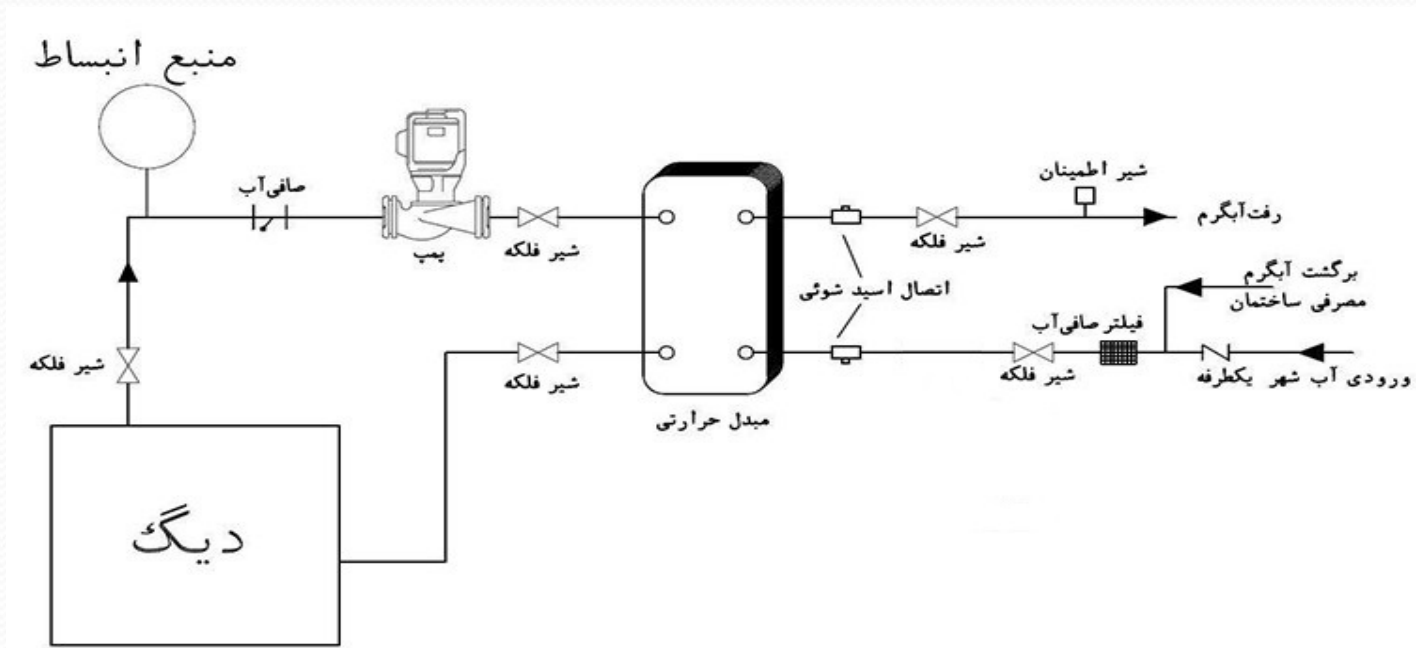 منبع انبساط
صافی‌آب
پمپ
شیر فلکه
شیر اطمینان
رفت‌آبگرم
شیر فلکه
اتصال اسید شوئی
برگشت آبگرم
مصرفی ساختمان
فیلتر صافی‌آب
شیر فلکه
شیر فلکه
شیر فلکه
ورودی آب شهر
یکطرفه
مبدل حرارتی
دیگ